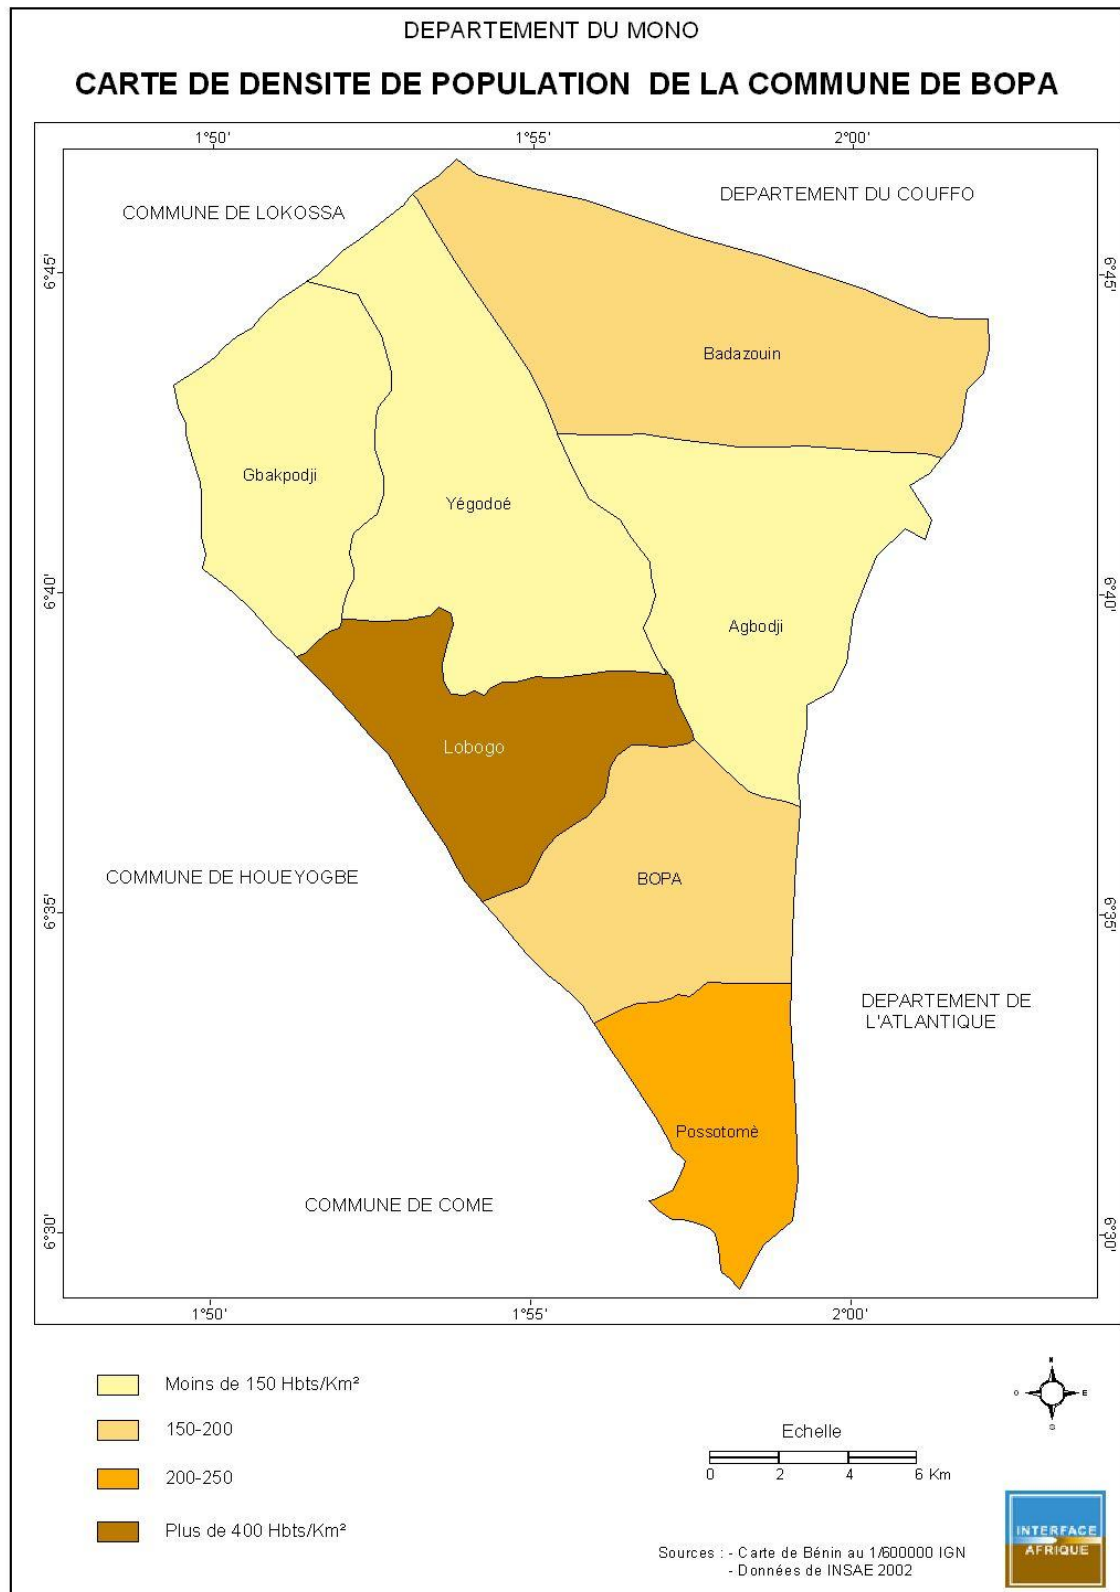 DEPARTEMENT DU MONO
CARTE DE DENSITE DE POPULATION DE LA COMMUNE DE BOPA
1°50' 1°55' 2°00'
COMMUNE DE LOKOSSA
DEPARTEMENT DU COUFFO
6°45' 6°45'
Badazouin
Gbakpodji
Yégodoé
6°40' 6°40'
Agbodji
Lobogo
COMMUNE DE HOUEYOGBE
BOPA
6°35' 6°35'
DEPARTEMENT DE
L'ATLANTIQUE
Possotomè
COMMUNE DE COME
6°30' 6°30'
1°50' 1°55' 2°00'
Moins de 150 Hbts/Km²
150-200
200-250
Plus de 400 Hbts/Km²
N
O E
Echelle
0 2 4 6 Km
INTERFACE
AFRIQUE
Sources : - Carte de Bénin au 1/600000 IGN
- Données de INSAE 2002